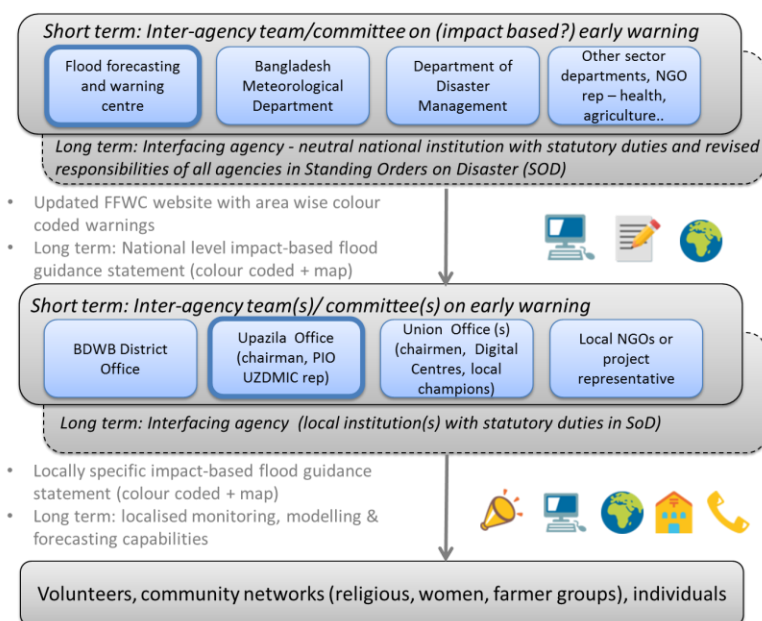 Short term: Inter-agency team/committee on (impact based?) early warning
Flood forecasting
and warning
centre
Bangladesh
Meteorological
Department
Department of
Disaster
Management
Other sector
departments, NGO
rep – health,
agriculture..
Long term: Interfacing agency - neutral national institution with statutory duties and revised
responsibilities of all agencies in Standing Orders on Disaster (SOD)
• Updated FFWC website with area wise colour
coded warnings
• Long term: National level impact-based flood
guidance statement (colour coded + map)
Short term: Inter-agency team(s)/ committee(s) on early warning
BDWB District
Office
Upazila Office
(chairman, PIO
UZDMIC rep)
Union Office (s)
(chairmen, Digital
Centres, local
champions)
Local NGOs or
project
representative
Long term: Interfacing agency (local institution(s) with statutory duties in SoD)
• Locally specific impact-based flood guidance
statement (colour coded + map)
• Long term: localised monitoring, modelling &
forecasting capabilities
Volunteers, community networks (religious, women, farmer groups), individuals